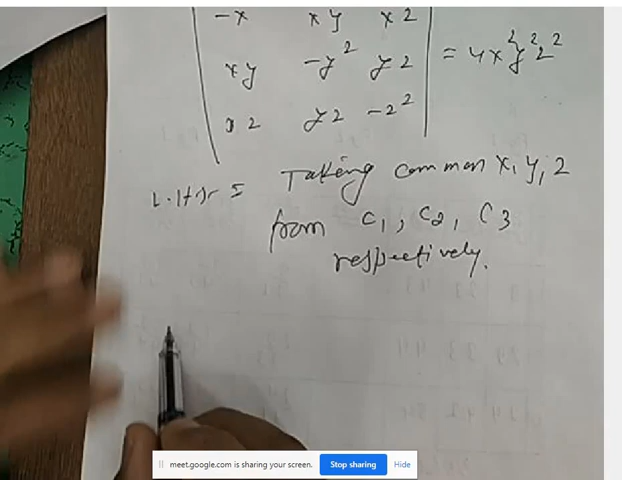 -x xy xz
xy -y² yz = 4x²y²z²
xz yz -z²
L.H.S Taking common x, y, z
from C₁, C₂, C₃
respectively.
meet.google.com is sharing your screen. Stop sharing Hide